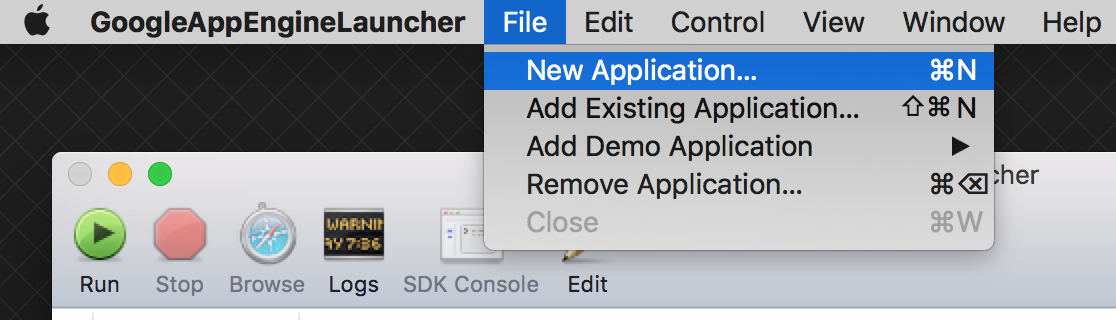 GoogleAppEngineLauncher File Edit Control View Window Help
New Application... ⌘N
Add Existing Application... ⇧⌘N
Add Demo Application ▶
Remove Application... ⌘⌫
cher
Close ⌘W
WARNIN
AY 7:36
Run Stop Browse Logs SDK Console Edit